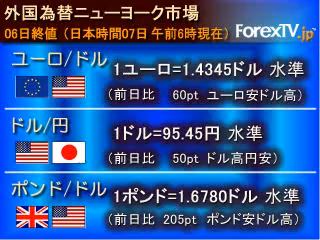 外国為替ニューヨーク市場
06日終値（日本時間07日 午前6時現在）
ForexTV.jp
ユーロ/ドル
1ユーロ=1.4345ドル 水準
（前日比 60pt ユーロ安ドル高）
ドル/円
1ドル=95.45円 水準
（前日比 50pt ドル高円安）
ポンド/ドル
1ポンド=1.6780ドル 水準
（前日比 205pt ポンド安ドル高）